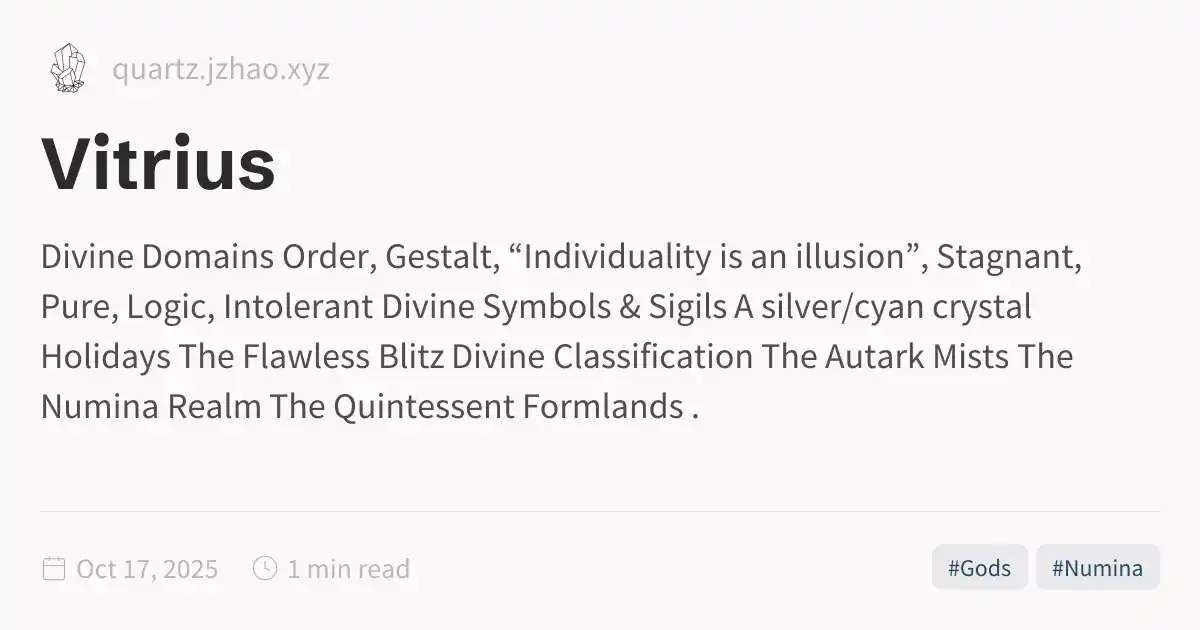 quartz.jzhao.xyz
Vitrius
Divine Domains Order, Gestalt, “Individuality is an illusion”, Stagnant,
Pure, Logic, Intolerant Divine Symbols & Sigils A silver/cyan crystal
Holidays The Flawless Blitz Divine Classification The Autark Mists The
Numina Realm The Quintessent Formlands .
Oct 17, 2025 1 min read #Gods #Numina